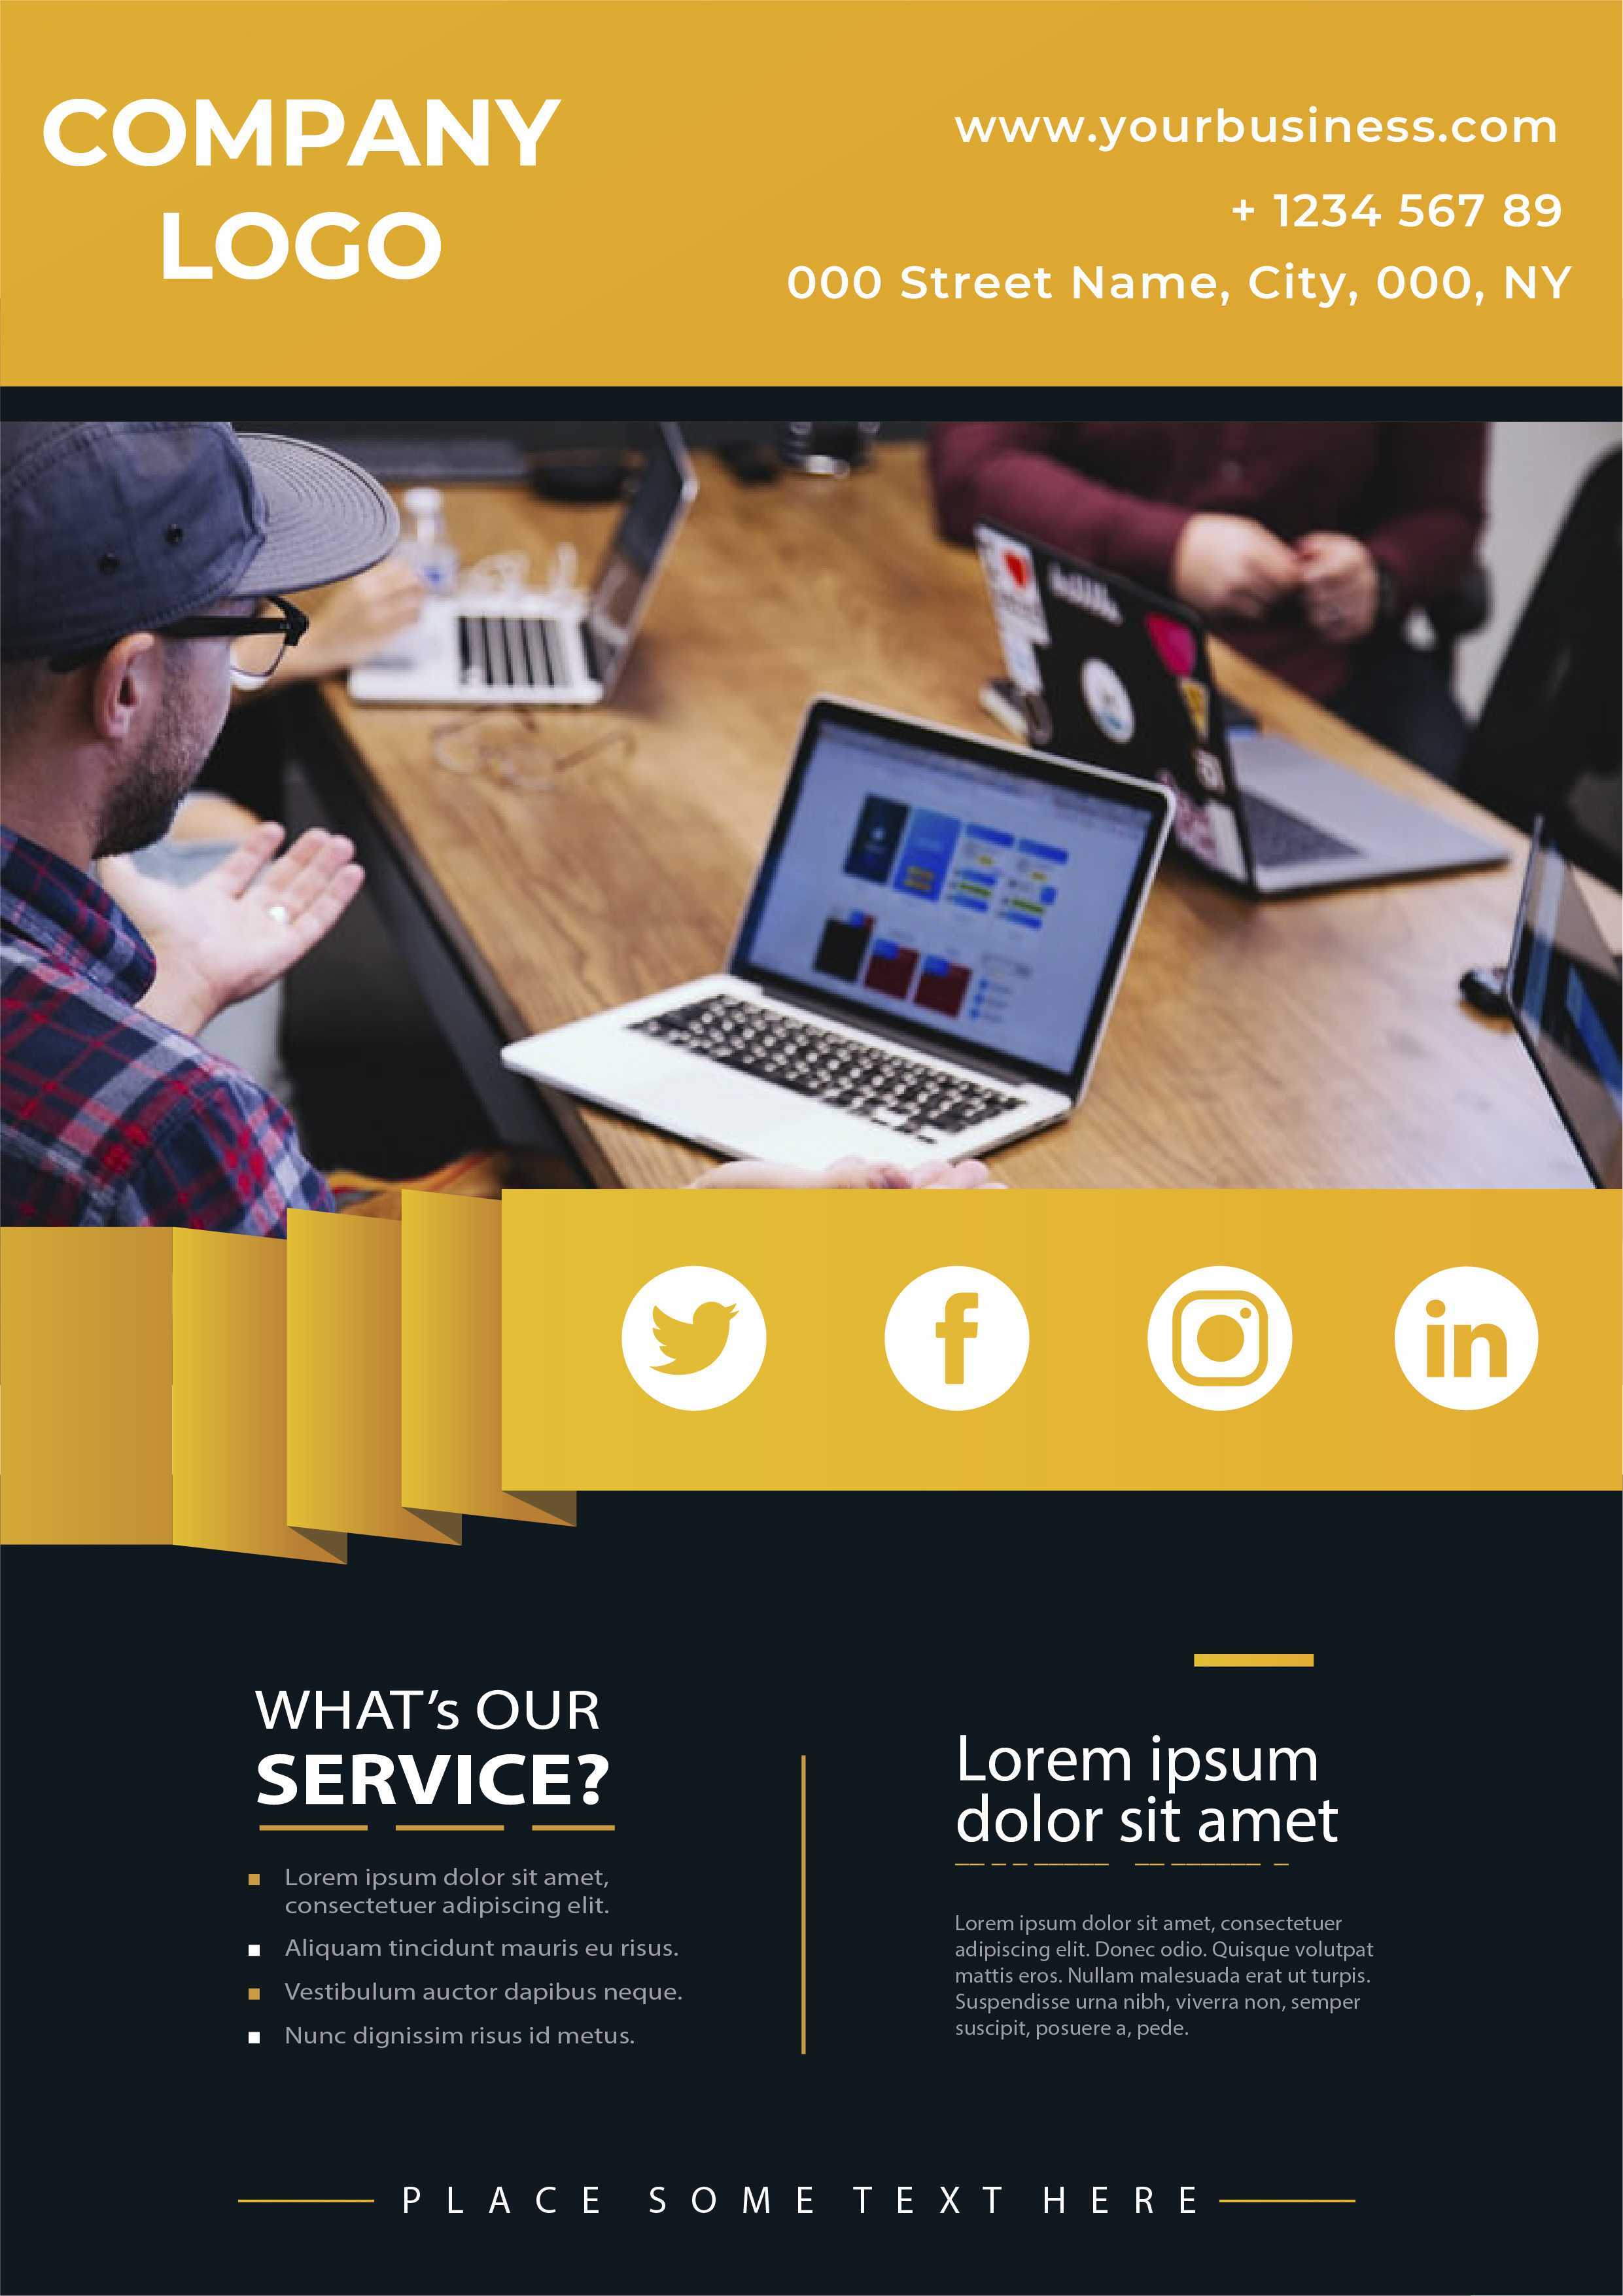 COMPANY
LOGO
www.yourbusiness.com
+ 1234 567 89
000 Street Name, City, 000, NY
f
in
WHAT's OUR
SERVICE?
Lorem ipsum dolor sit amet,
consectetuer adipiscing elit.
Aliquam tincidunt mauris eu risus.
Vestibulum auctor dapibus neque.
Nunc dignissim risus id metus.
Lorem ipsum
dolor sit amet
Lorem ipsum dolor sit amet, consectetuer
adipiscing elit. Donec odio. Quisque volutpat
mattis eros. Nullam malesuada erat ut turpis.
Suspendisse urna nibh, viverra non, semper
suscipit, posuere a, pede.
PLACE SOME TEXT HERE